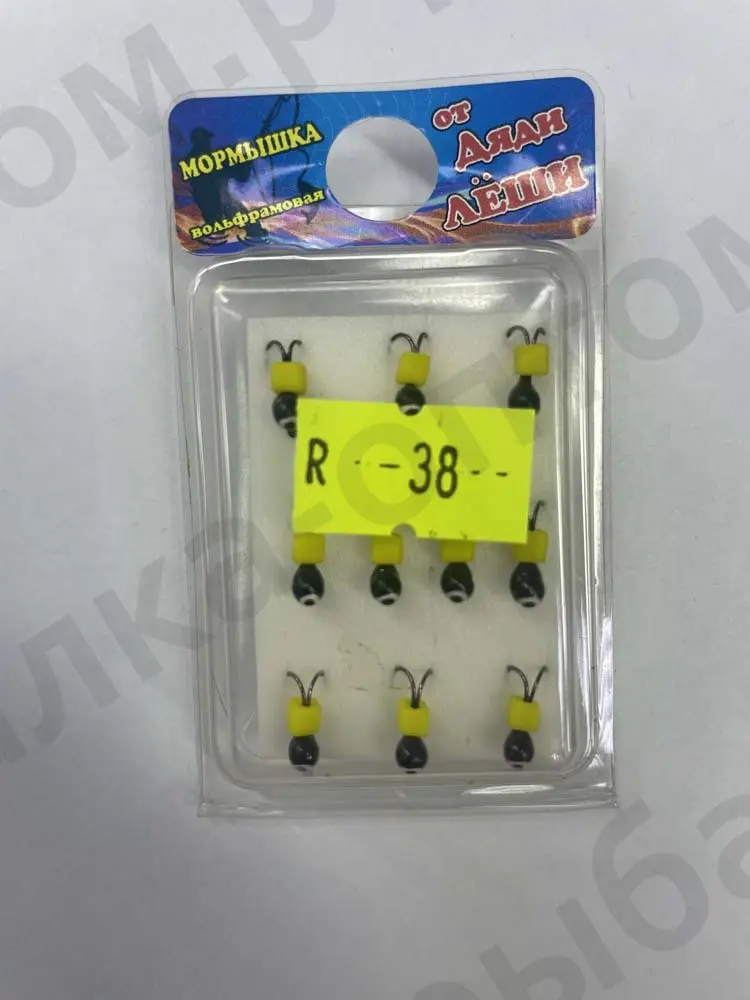 МОРМЫШКА
вольфрамовая
от
Дяди
ЛЁШИ
R --38--